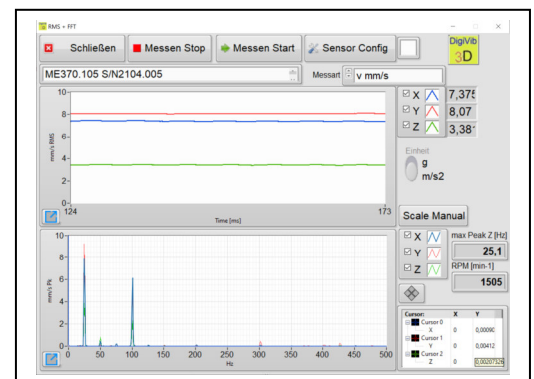 RMS + FFT
Schließen
Messen Stop
Messen Start
Sensor Config
DigiVib
3D
ME370.105 S/N2104.005
Messart
v mm/s
10-
8-
6-
4-
2-
0-
mm/s RMS
124
173
Time [ms]
X
7,375
Y
8,07
Z
3,38
Einheit
g
m/s2
Scale Manual
10-
8-
6-
4-
2-
0-
mm/s Pk
0 50 100 150 200 250 300 350 400 450 500
Hz
X
Y
Z
max Peak Z [Hz]
25,1
RPM [min-1]
1505
Cursor: X Y
Cursor 0
X 0 0,00090
Cursor 1
Y 0 0,00412
Cursor 2
Z 0 0,00207326